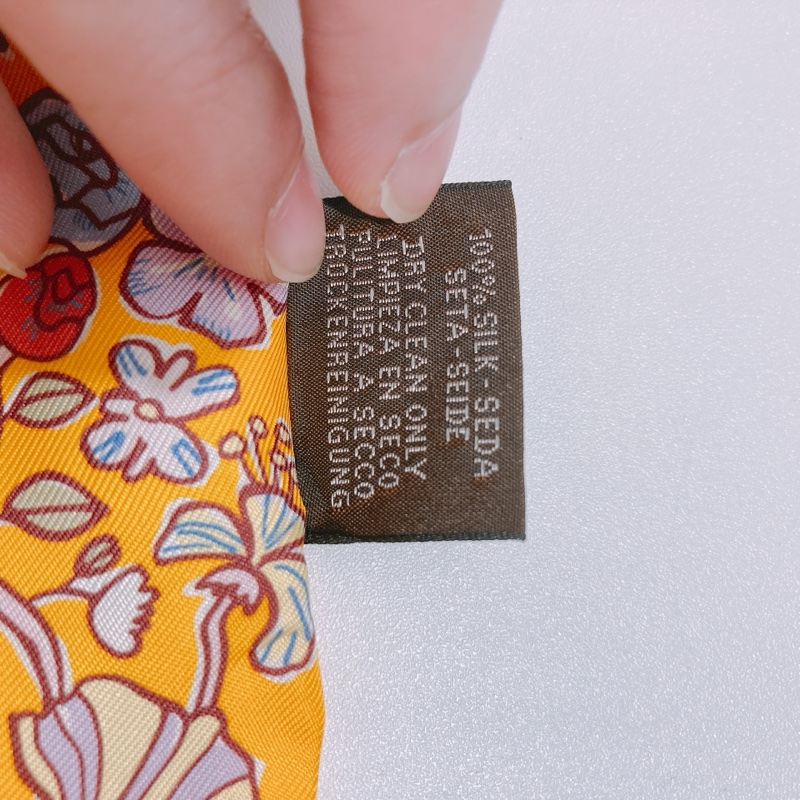 100% SILK-SEDA
SETA-SEIDE
DRY CLEAN ONLY
LIMPIEZA EN SECO
PULITURA A SECCO
TROCKENREINIGUNG